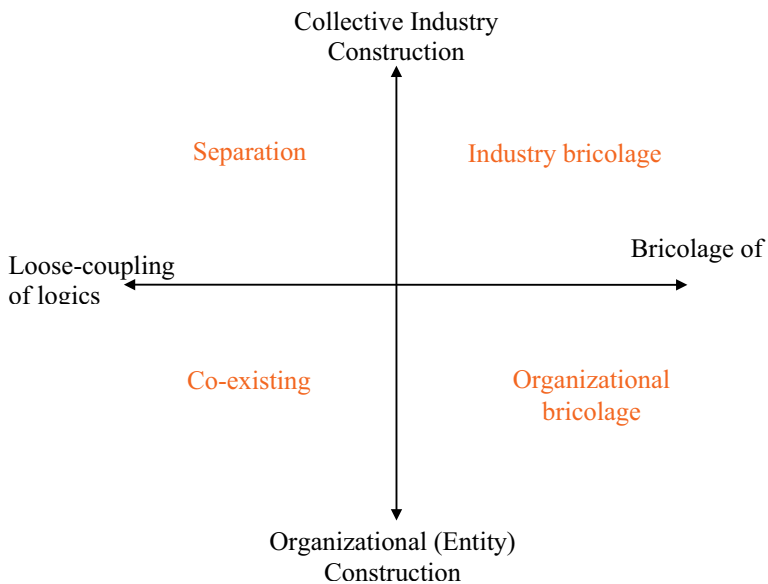 Collective Industry
Construction
Separation
Industry bricolage
Bricolage of
Loose-coupling
of logics
Co-existing
Organizational
bricolage
Organizational (Entity)
Construction